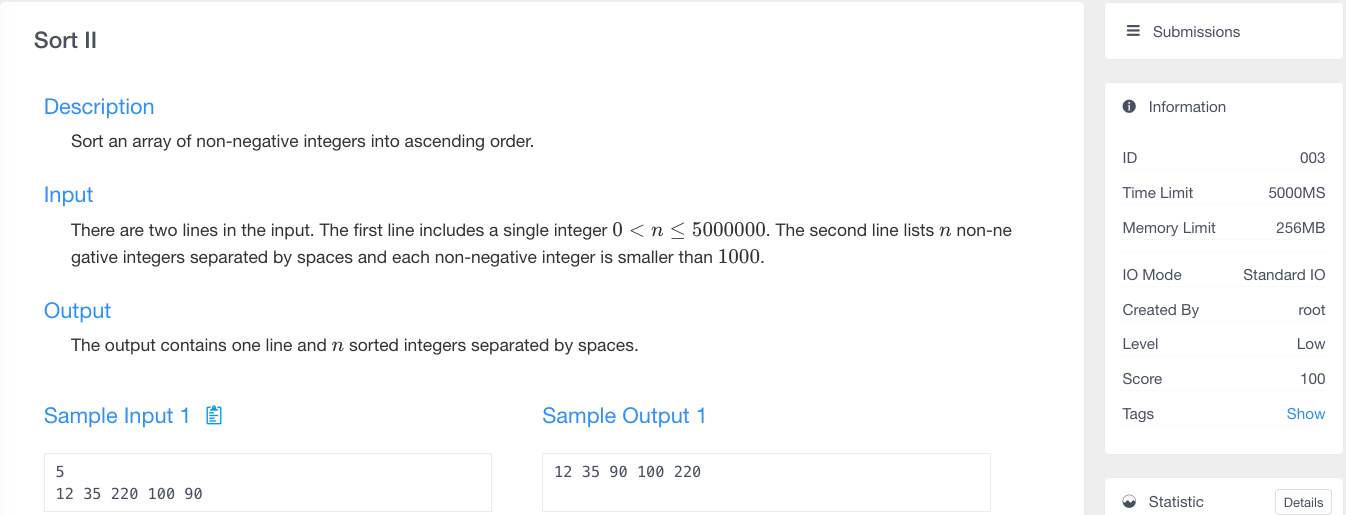 Sort II
Description
Sort an array of non-negative integers into ascending order.
Input
There are two lines in the input. The first line includes a single integer 0 < n ≤ 5000000. The second line lists n non-ne
gative integers separated by spaces and each non-negative integer is smaller than 1000.
Output
The output contains one line and n sorted integers separated by spaces.
Sample Input 1
5
12 35 220 100 90
Sample Output 1
12 35 90 100 220
Submissions
Information
ID 003
Time Limit 5000MS
Memory Limit 256MB
IO Mode Standard IO
Created By root
Level Low
Score 100
Tags Show
Statistic Details